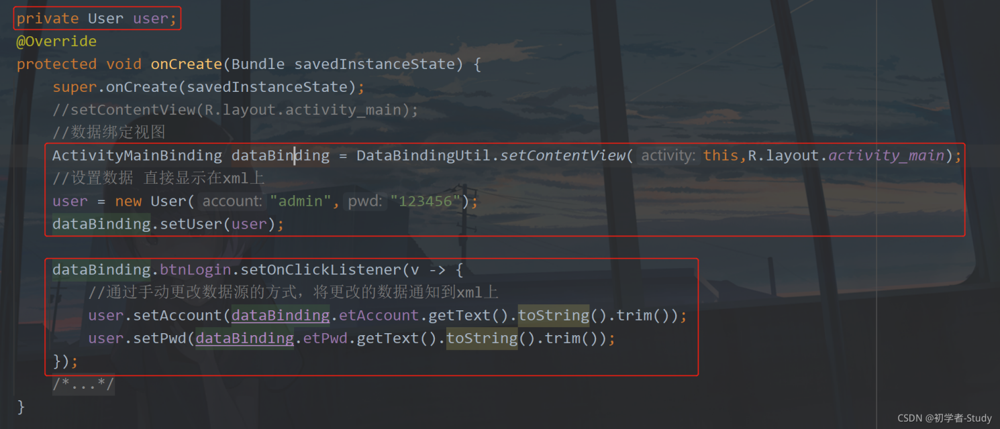 private User user;
@Override
protected void onCreate(Bundle savedInstanceState) {
super.onCreate(savedInstanceState);
//setContentView(R.layout.activity_main);
//数据绑定视图
ActivityMainBinding dataBinding = DataBindingUtil.setContentView( activity: this,R.layout.activity_main);
//设置数据 直接显示在xml上
user = new User( account: "admin", pwd: "123456");
dataBinding.setUser(user);
dataBinding.btnLogin.setOnClickListener(v -> {
//通过手动更改数据源的方式，将更改的数据通知到xml上
user.setAccount(dataBinding.etAccount.getText().toString().trim());
user.setPwd(dataBinding.etPwd.getText().toString().trim());
});
/*...*/
}
CSDN @初学者-Study